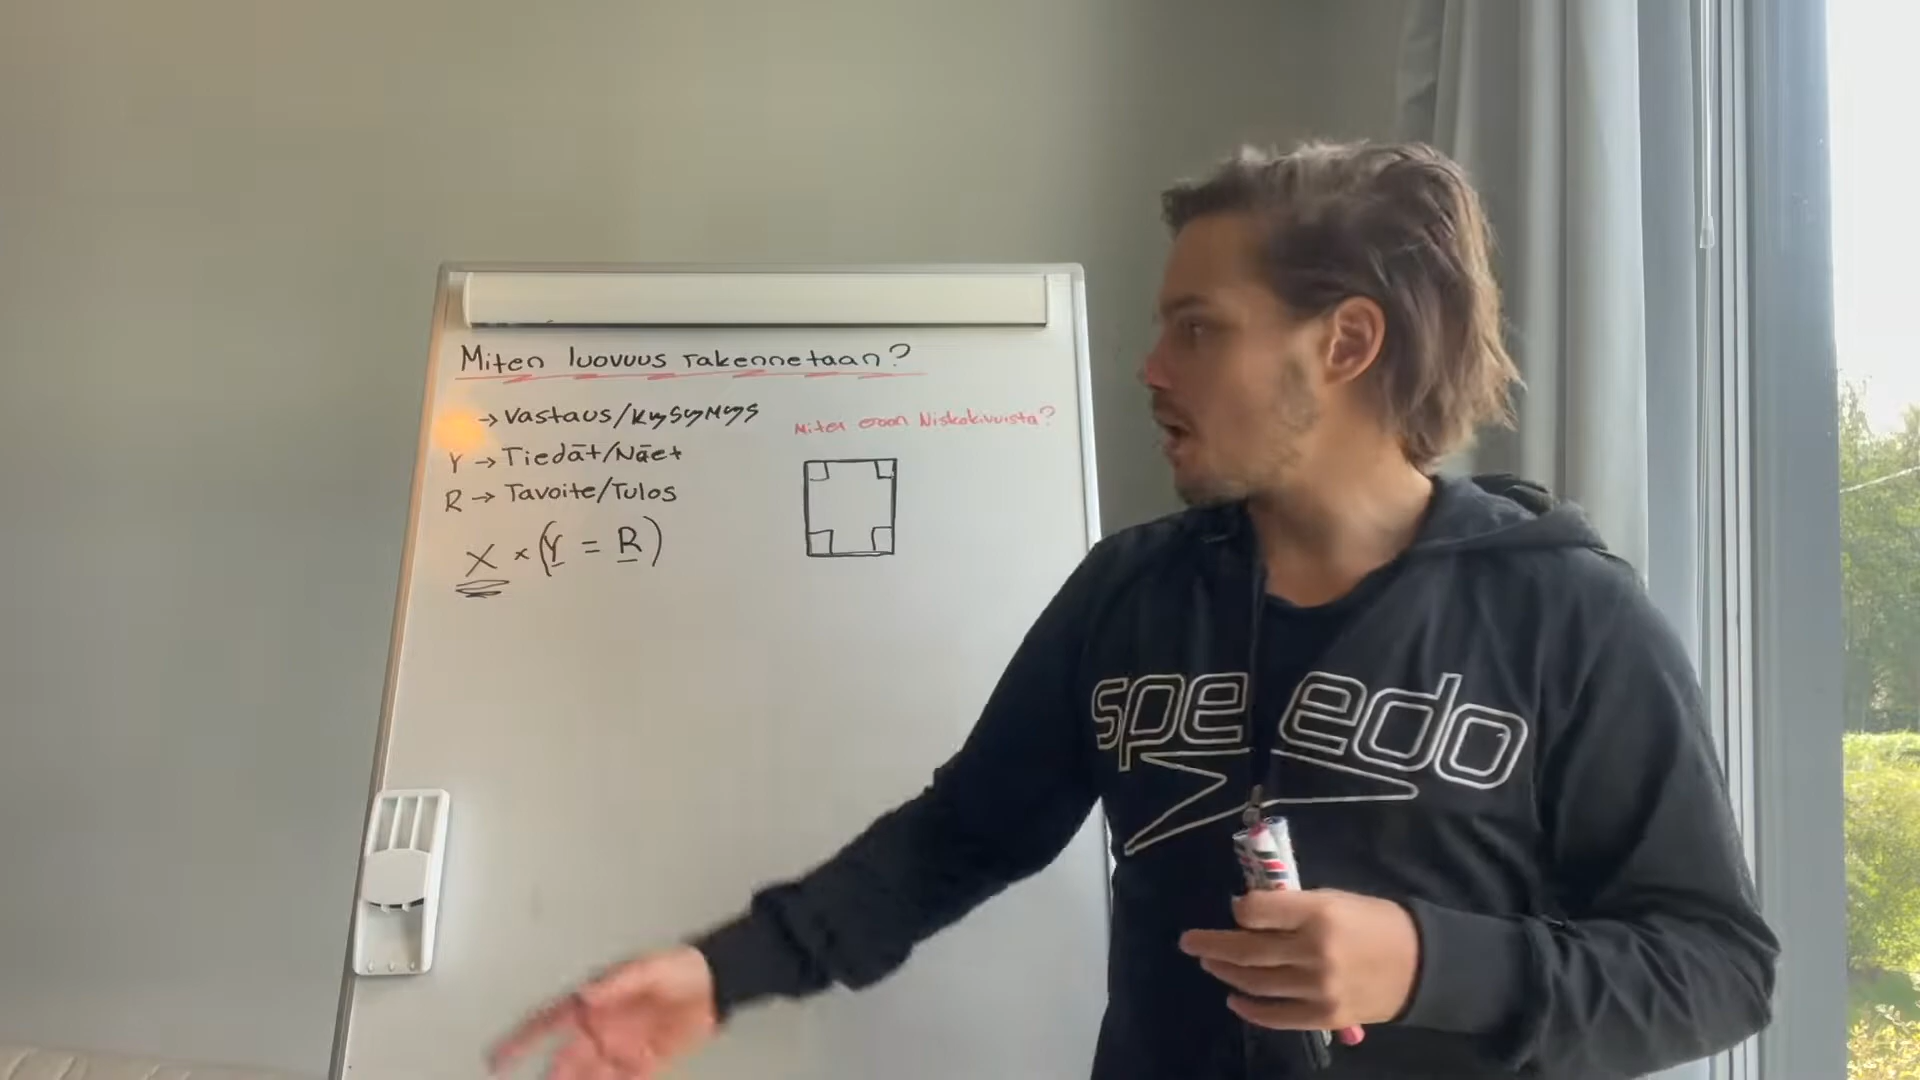 Miten luovuus rakennetaan?
→ Vastaus/Kysymys
Y → Tiedät/Näet
R → Tavoite/Tulos
X × (Y = R)
Miten eroon Niskakivuista?
speedo